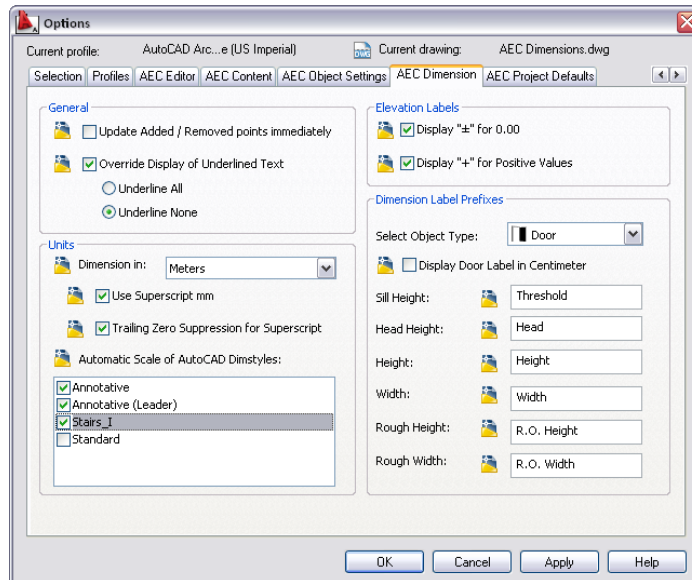 Options
Current profile: AutoCAD Arc...e (US Imperial) DWG Current drawing: AEC Dimensions.dwg
Selection Profiles AEC Editor AEC Content AEC Object Settings AEC Dimension AEC Project Defaults
General
Update Added / Removed points immediately
Override Display of Underlined Text
Underline All
Underline None
Units
Dimension in: Meters
Use Superscript mm
Trailing Zero Suppression for Superscript
Automatic Scale of AutoCAD Dimstyles:
Annotative
Annotative (Leader)
Stairs_I
Standard
Elevation Labels
Display "±" for 0.00
Display "+" for Positive Values
Dimension Label Prefixes
Select Object Type: Door
Display Door Label in Centimeter
Sill Height: Threshold
Head Height: Head
Height: Height
Width: Width
Rough Height: R.O. Height
Rough Width: R.O. Width
OK Cancel Apply Help